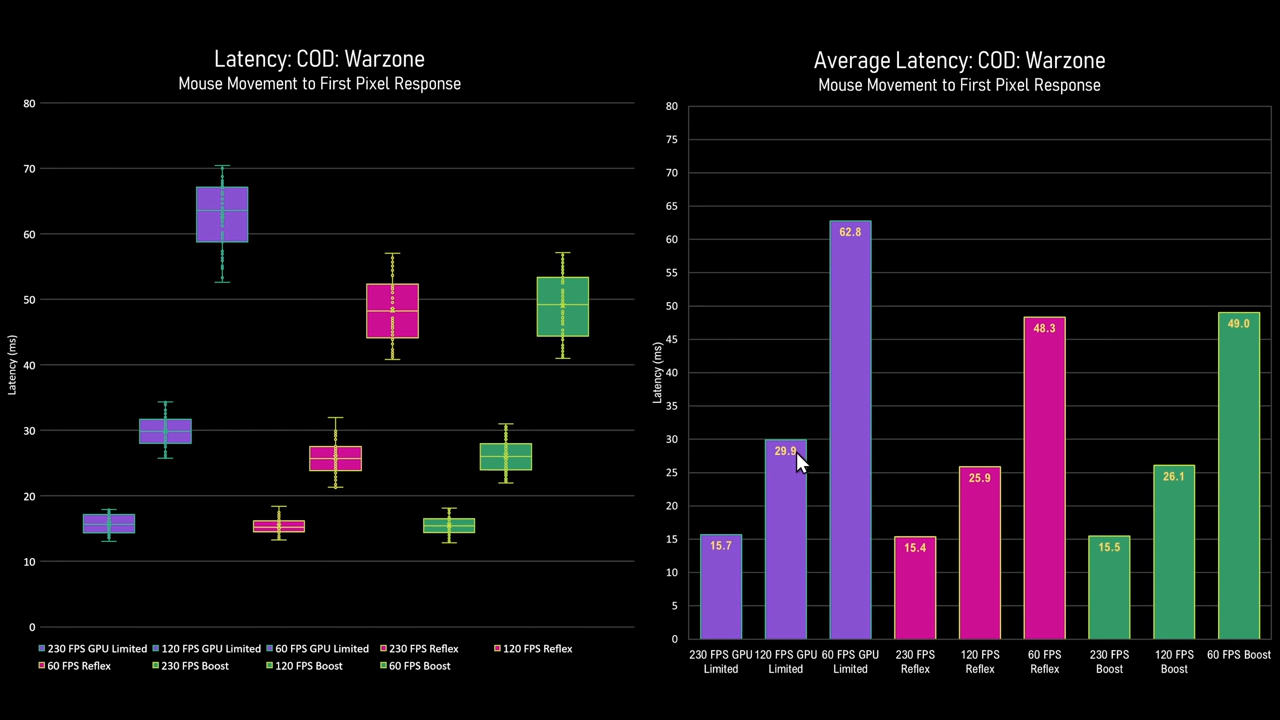 Latency: COD: Warzone
Mouse Movement to First Pixel Response
80
70
60
50
40
30
20
10
0
Latency (ms)
230 FPS GPU Limited
120 FPS GPU Limited
60 FPS GPU Limited
230 FPS Reflex
120 FPS Reflex
60 FPS Reflex
230 FPS Boost
120 FPS Boost
60 FPS Boost
Average Latency: COD: Warzone
Mouse Movement to First Pixel Response
80
75
70
65
60
55
50
45
40
35
30
25
20
15
10
5
0
Latency (ms)
15.7
29.9
62.8
15.4
25.9
48.3
15.5
26.1
49.0
230 FPS GPU
Limited
120 FPS GPU
Limited
60 FPS GPU
Limited
230 FPS
Reflex
120 FPS
Reflex
60 FPS
Reflex
230 FPS
Boost
120 FPS
Boost
60 FPS Boost